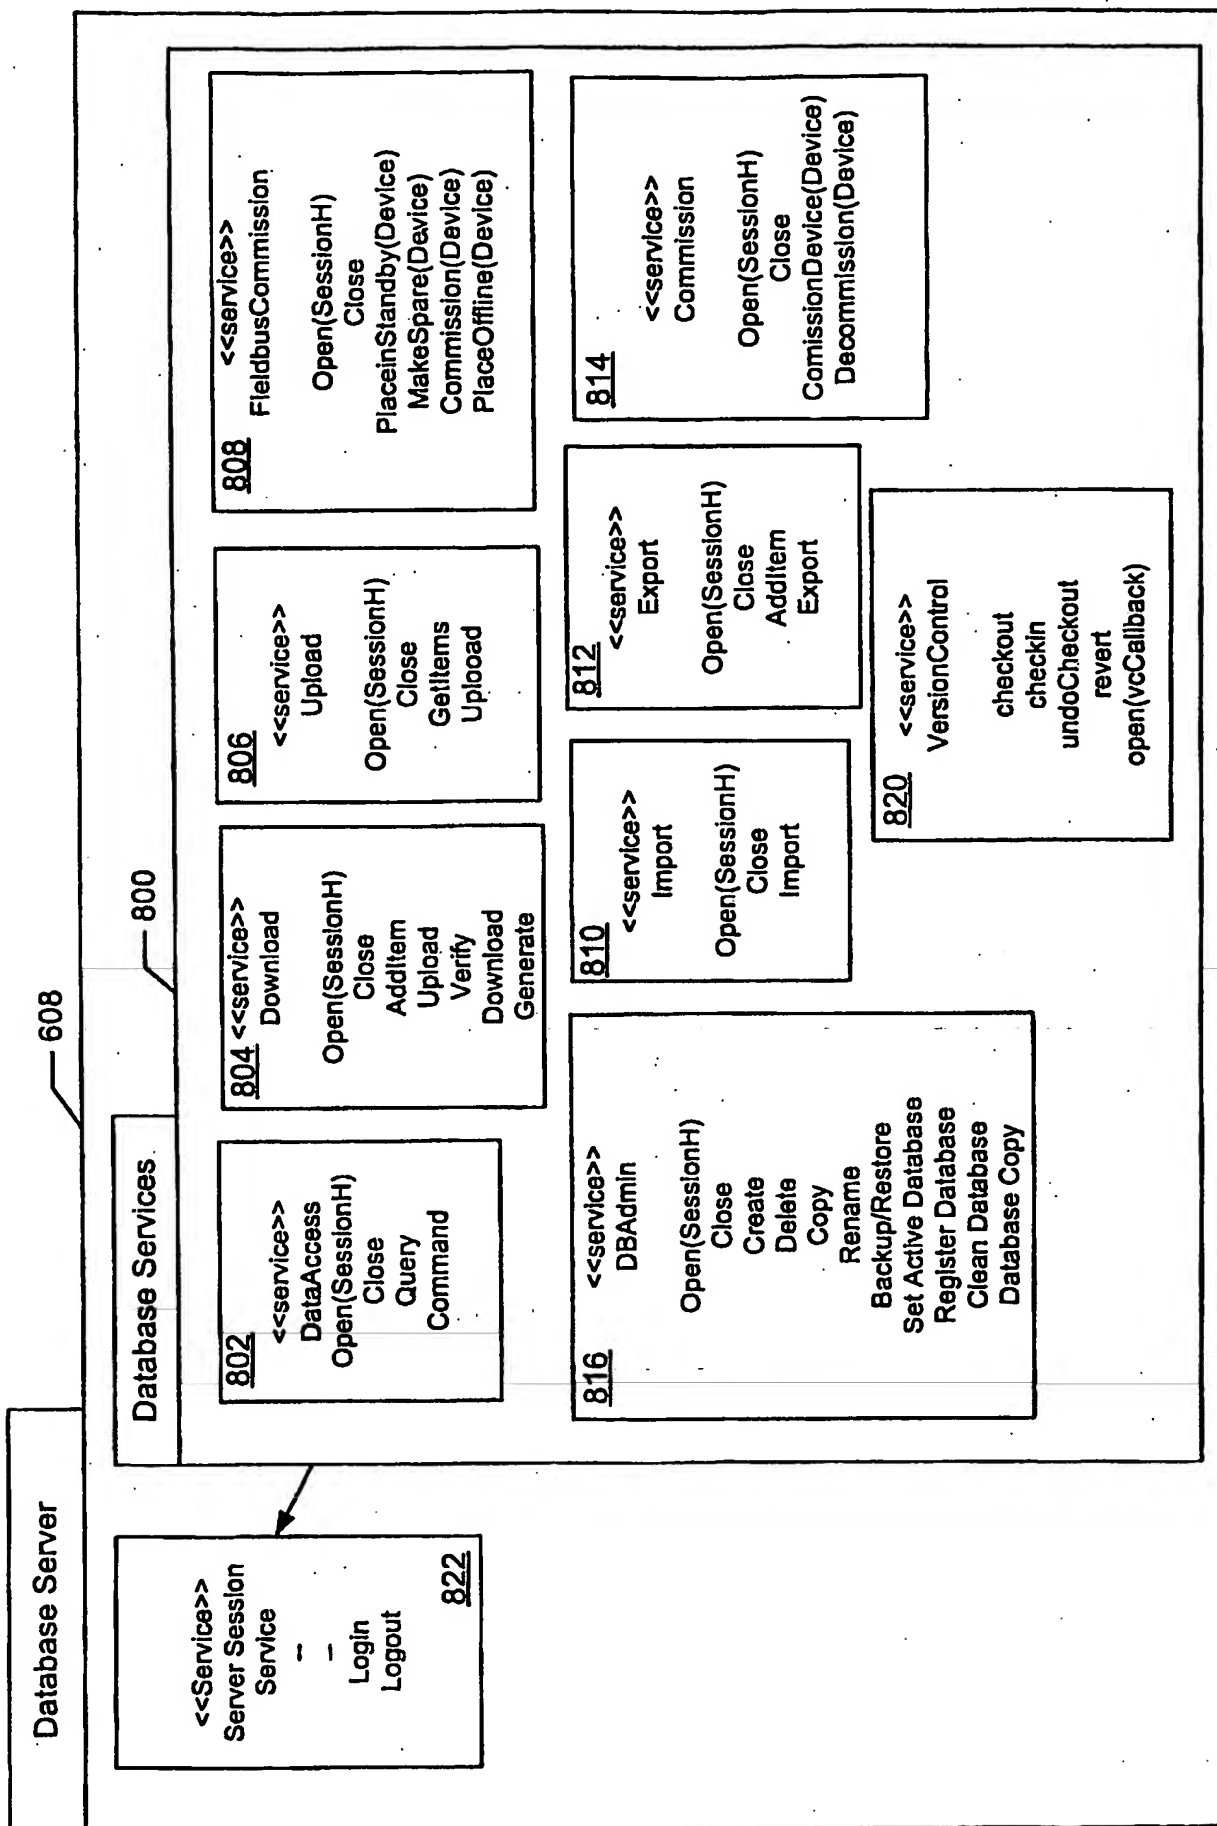 Database Server
608
Database Services
800
<<Service>>
Server Session
Service
--
--
Login
Logout
822
802
<<service>>
DataAccess
Open(SessionH)
Close
Query
Command
804 <<service>>
Download
Open(SessionH)
Close
AddItem
Upload
Verify
Download
Generate
806
<<service>>
Upload
Open(SessionH)
Close
GetItems
Uplooad
808
<<service>>
FieldbusCommission
Open(SessionH)
Close
PlaceinStandby(Device)
MakeSpare(Device)
Commission(Device)
PlaceOffline(Device)
816
<<service>>
DBAdmin
Open(SessionH)
Close
Create
Delete
Copy
Rename
Backup/Restore
Set Active Database
Register Database
Clean Database
Database Copy
810
<<service>>
Import
Open(SessionH)
Close
Import
812
<<service>>
Export
Open(SessionH)
Close
AddItem
Export
814
<<service>>
Commission
Open(SessionH)
Close
ComissionDevice(Device)
Decommission(Device)
820
<<service>>
VersionControl
checkout
checkin
undoCheckout
revert
open(vcCallback)